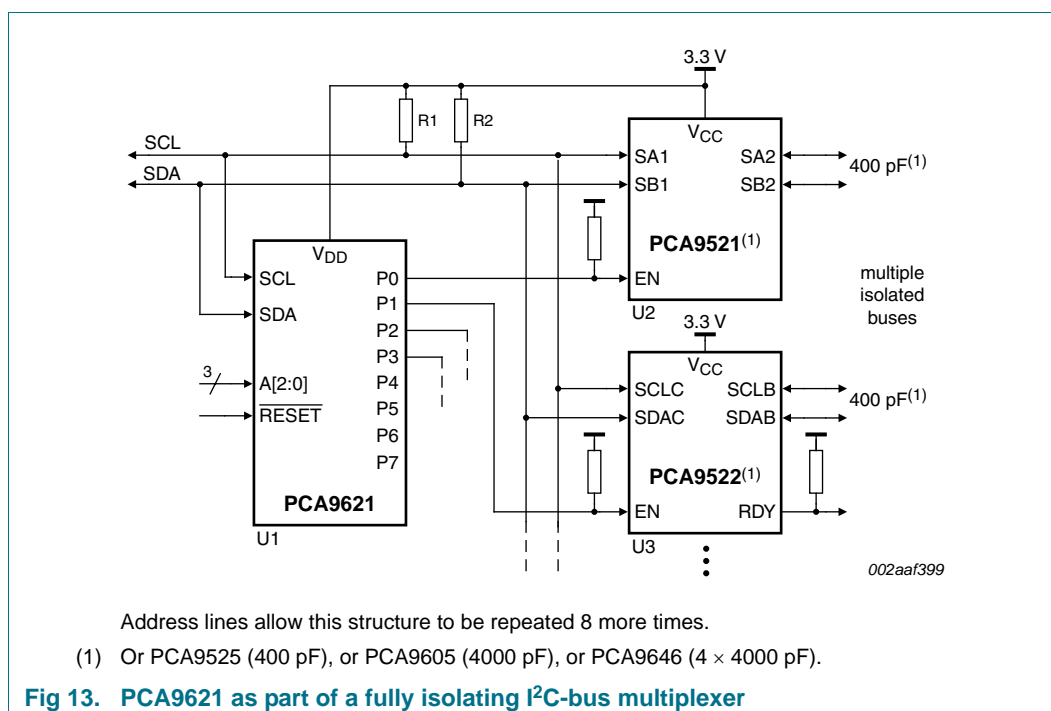 3.3 V
R1 R2
SCL
SDA
VCC
SA1 SA2
SB1 SB2
400 pF(1)
PCA9521(1)
EN
U2
VDD
SCL
SDA
3
A[2:0]
RESET
P0
P1
P2
P3
P4
P5
P6
P7
PCA9621
U1
multiple
isolated
buses
3.3 V
VCC
SCLC SCLB
SDAC SDAB
400 pF(1)
PCA9522(1)
EN RDY
U3
002aaf399
Address lines allow this structure to be repeated 8 more times.
(1) Or PCA9525 (400 pF), or PCA9605 (4000 pF), or PCA9646 (4 × 4000 pF).
Fig 13. PCA9621 as part of a fully isolating I2C-bus multiplexer